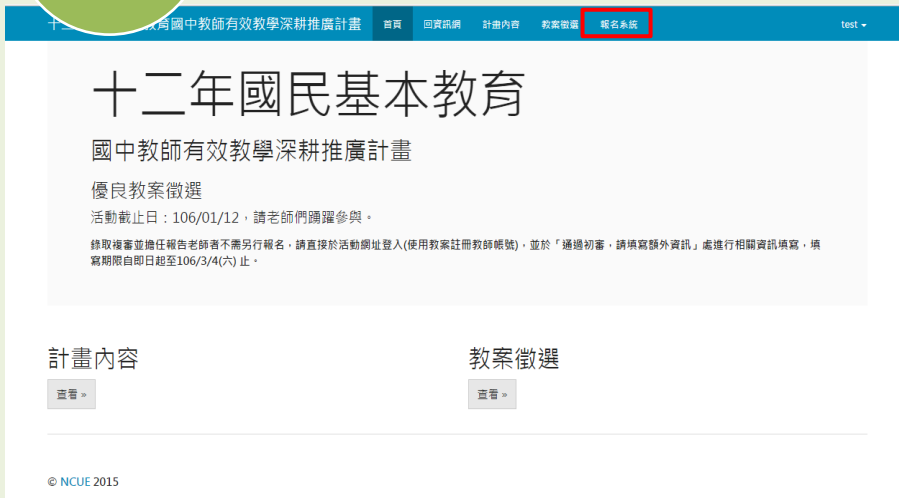 十二 教育國中教師有效教學深耕推廣計畫 首頁 回資訊網 計畫內容 教案徵選 報名系統 test
十二年國民基本教育
國中教師有效教學深耕推廣計畫
優良教案徵選
活動截止日：106/01/12，請老師們踴躍參與。
錄取複審並擔任報告老師者不需另行報名，請直接於活動網址登入(使用教案註冊教師帳號)，並於「通過初審，請填寫額外資訊」處進行相關資訊填寫，填
寫期限自即日起至106/3/4(六) 止。
計畫內容 教案徵選
查看 » 查看 »
© NCUE 2015